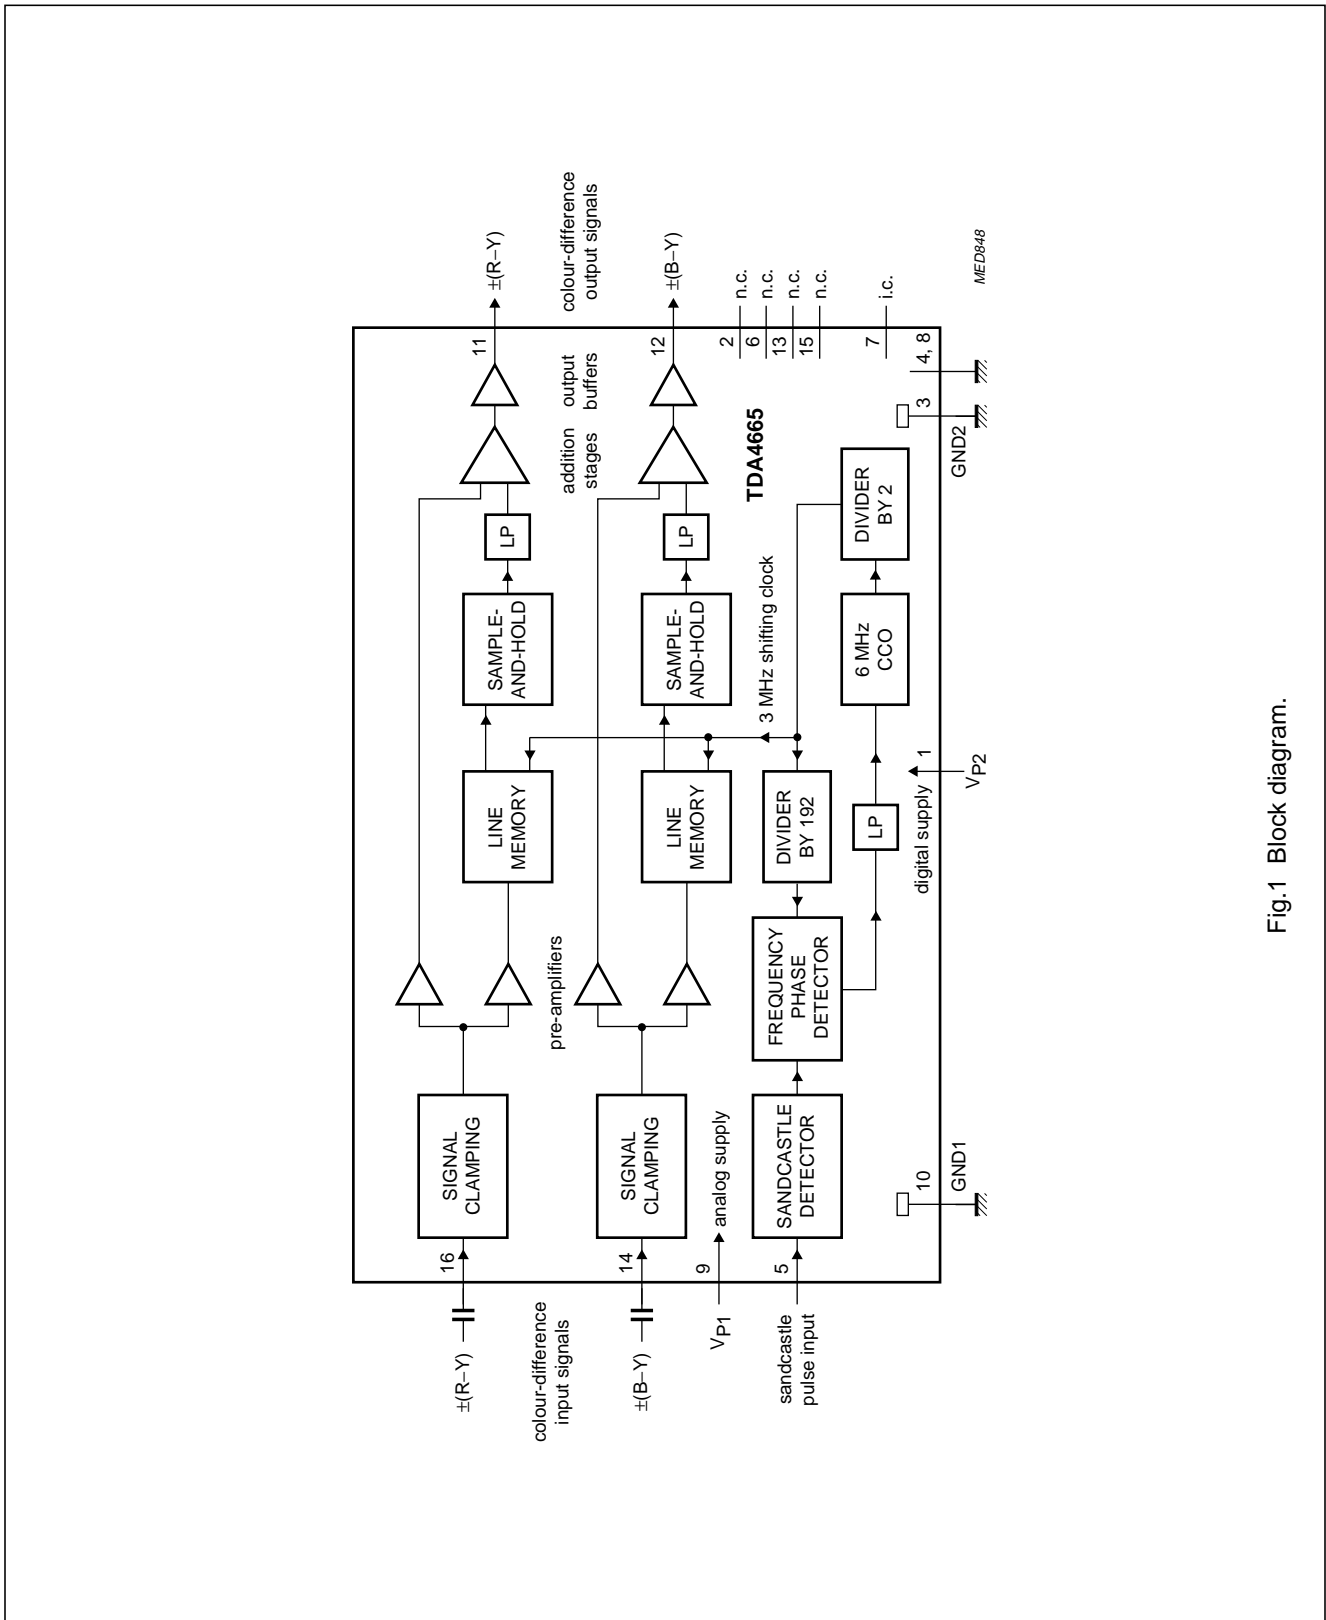 ±(R−Y)
colour-difference
input signals
±(B−Y)
VP1
sandcastle
pulse input
16
14
9
5
SIGNAL
CLAMPING
SIGNAL
CLAMPING
analog supply
SANDCASTLE
DETECTOR
10
GND1
pre-amplifiers
FREQUENCY
PHASE
DETECTOR
LINE
MEMORY
LINE
MEMORY
DIVIDER
BY 192
LP
digital supply
1
VP2
SAMPLE-
AND-HOLD
SAMPLE-
AND-HOLD
3 MHz shifting clock
6 MHz
CCO
LP
LP
DIVIDER
BY 2
addition
stages
output
buffers
TDA4665
GND2
3
4, 8
11
12
2
6
13
15
7
n.c.
n.c.
n.c.
n.c.
i.c.
±(R−Y)
colour-difference
output signals
±(B−Y)
MED848
Fig.1 Block diagram.